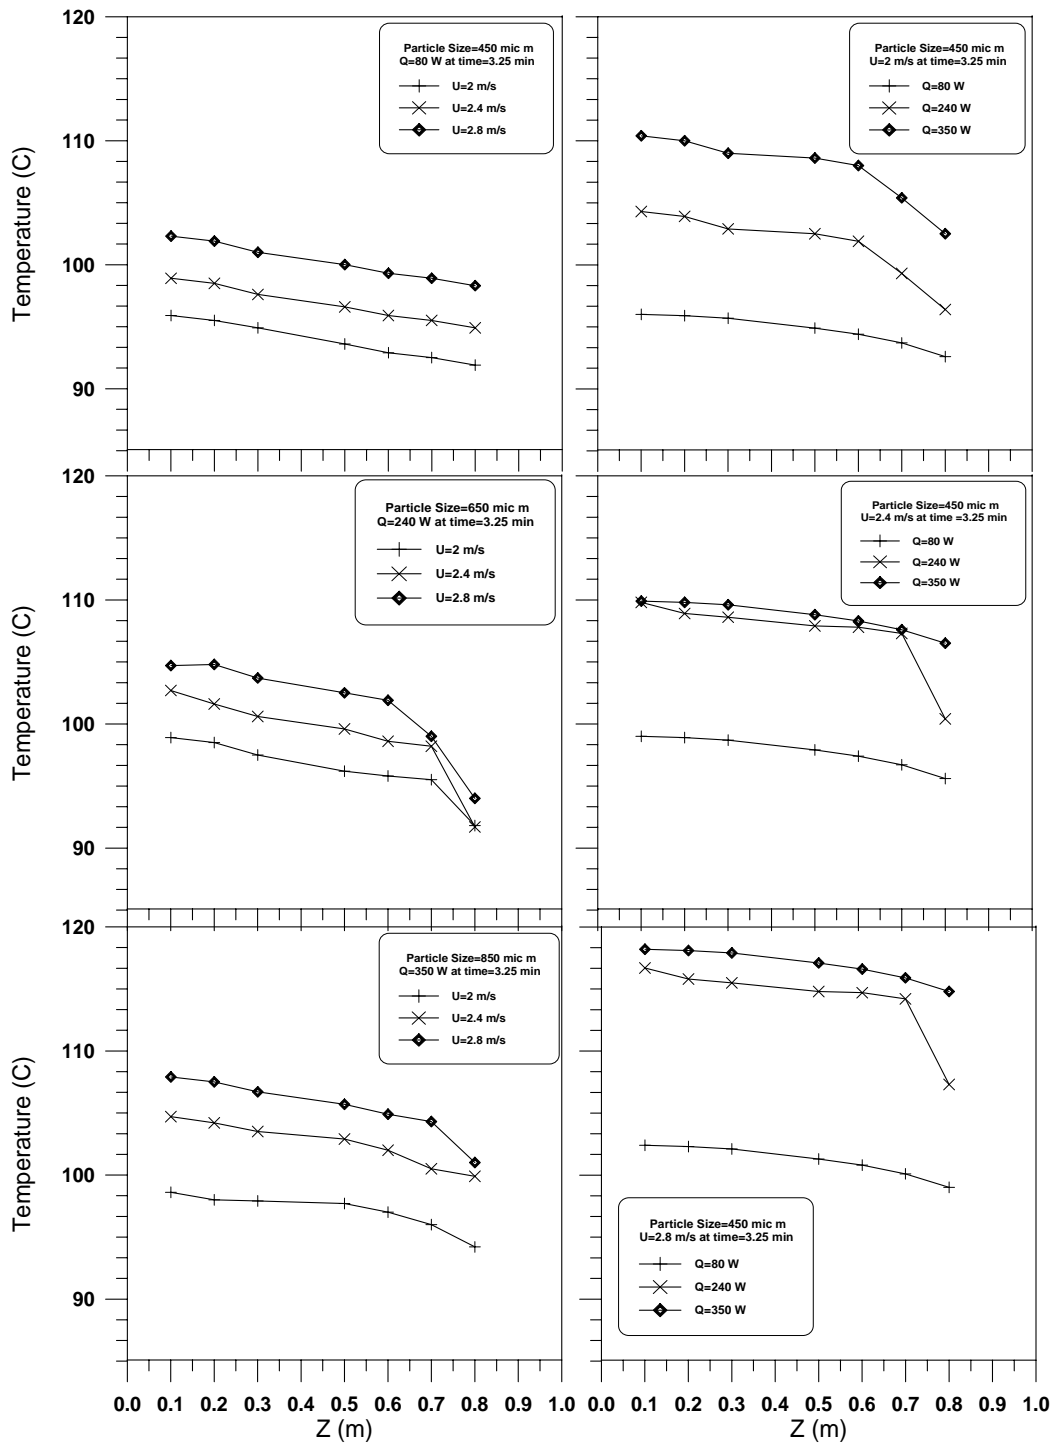 120
110
100
90
Temperature (C)
Particle Size=450 mic m
Q=80 W at time=3.25 min
U=2 m/s
U=2.4 m/s
U=2.8 m/s
Particle Size=450 mic m
U=2 m/s at time=3.25 min
Q=80 W
Q=240 W
Q=350 W
120
110
100
90
Temperature (C)
Particle Size=650 mic m
Q=240 W at time=3.25 min
U=2 m/s
U=2.4 m/s
U=2.8 m/s
Particle Size=450 mic m
U=2.4 m/s at time =3.25 min
Q=80 W
Q=240 W
Q=350 W
120
110
100
90
Temperature (C)
Particle Size=850 mic m
Q=350 W at time=3.25 min
U=2 m/s
U=2.4 m/s
U=2.8 m/s
Particle Size=450 mic m
U=2.8 m/s at time=3.25 min
Q=80 W
Q=240 W
Q=350 W
0.0 0.1 0.2 0.3 0.4 0.5 0.6 0.7 0.8 0.9 1.0
Z (m)
0.0 0.1 0.2 0.3 0.4 0.5 0.6 0.7 0.8 0.9 1.0
Z (m)